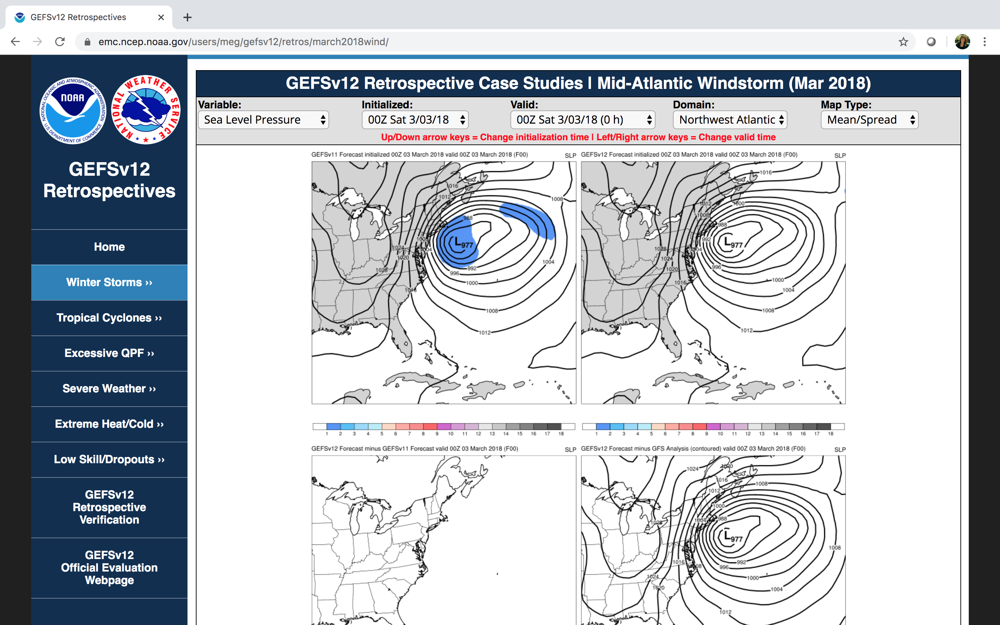 GEFSv12 Retrospectives
emc.ncep.noaa.gov/users/meg/gefsv12/retros/march2018wind/
NATIONAL OCEANIC AND ATMOSPHERIC ADMINISTRATION
NOAA
U.S. DEPARTMENT OF COMMERCE
NATIONAL WEATHER SERVICE
GEFSv12
Retrospectives
Home
Winter Storms ››
Tropical Cyclones ››
Excessive QPF ››
Severe Weather ››
Extreme Heat/Cold ››
Low Skill/Dropouts ››
GEFSv12
Retrospective
Verification
GEFSv12
Official Evaluation
Webpage
GEFSv12 Retrospective Case Studies | Mid-Atlantic Windstorm (Mar 2018)
Variable: Initialized: Valid: Domain: Map Type:
Sea Level Pressure 00Z Sat 3/03/18 00Z Sat 3/03/18 (0 h) Northwest Atlantic Mean/Spread
Up/Down arrow keys = Change initialization time | Left/Right arrow keys = Change valid time
GEFSv11 Forecast initialized 00Z 03 March 2018 valid 00Z 03 March 2018 (F00) SLP
1016
1012
1008
988
L977
1008
1024
1004
1020
1004
1028
992
996
1000
1016
1008
1012
1 2 3 4 5 6 7 8 9 10 11 12 13 14 15 16 17 18
GEFSv12 Forecast initialized 00Z 03 March 2018 valid 00Z 03 March 2018 (F00) SLP
1016
1012
1000
1008
988
992
L977
1028
1004
1024
996
1020
1000
1016
1004
1008
1012
1 2 3 4 5 6 7 8 9 10 11 12 13 14 15 16 17 18
GEFSv12 Forecast minus GEFSv11 Forecast valid 00Z 03 March 2018 (F00) SLP
GEFSv12 Forecast minus GFS Analysis (contoured) valid 00Z 03 March 2018 (F00) SLP
1024
1020
1016
1008
1012
1000
1004
988
1028
L977
1008
1016
992
996
1024
1000
1020
1004
1012